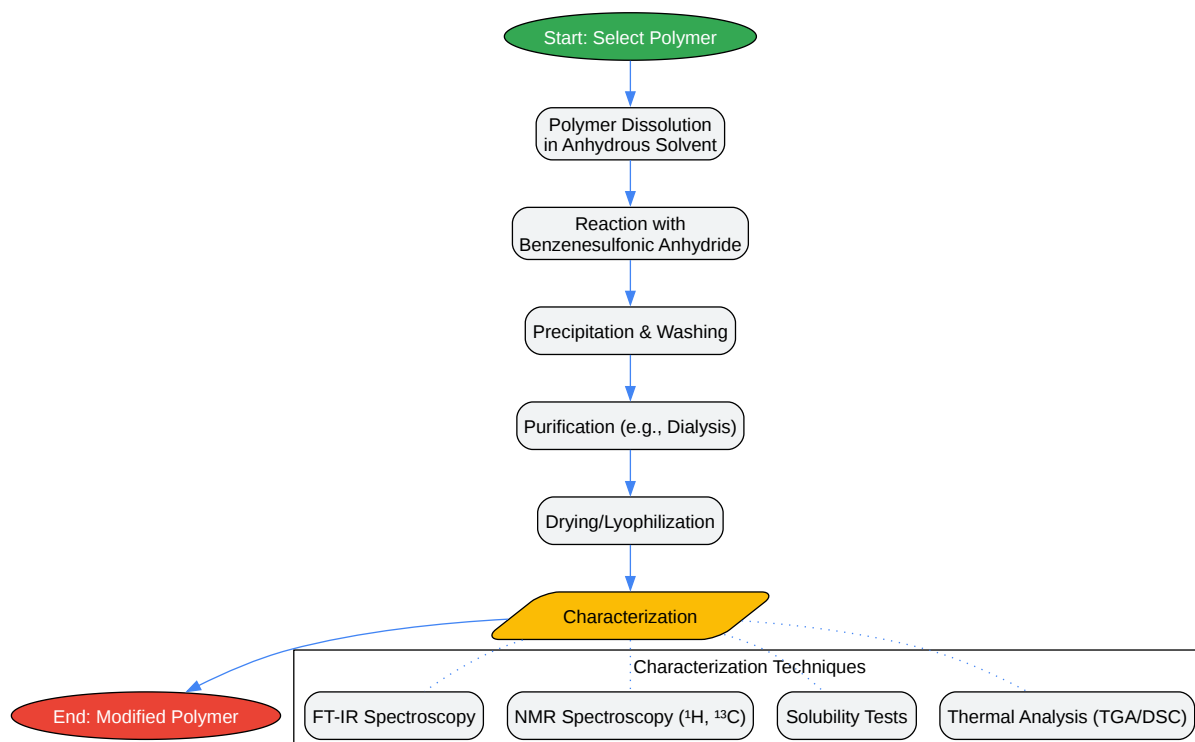 Start: Select Polymer
Polymer Dissolution
in Anhydrous Solvent
Reaction with
Benzenesulfonic Anhydride
Precipitation & Washing
Purification (e.g., Dialysis)
Drying/Lyophilization
Characterization
Characterization Techniques
End: Modified Polymer
FT-IR Spectroscopy
NMR Spectroscopy (¹H, ¹³C)
Solubility Tests
Thermal Analysis (TGA/DSC)